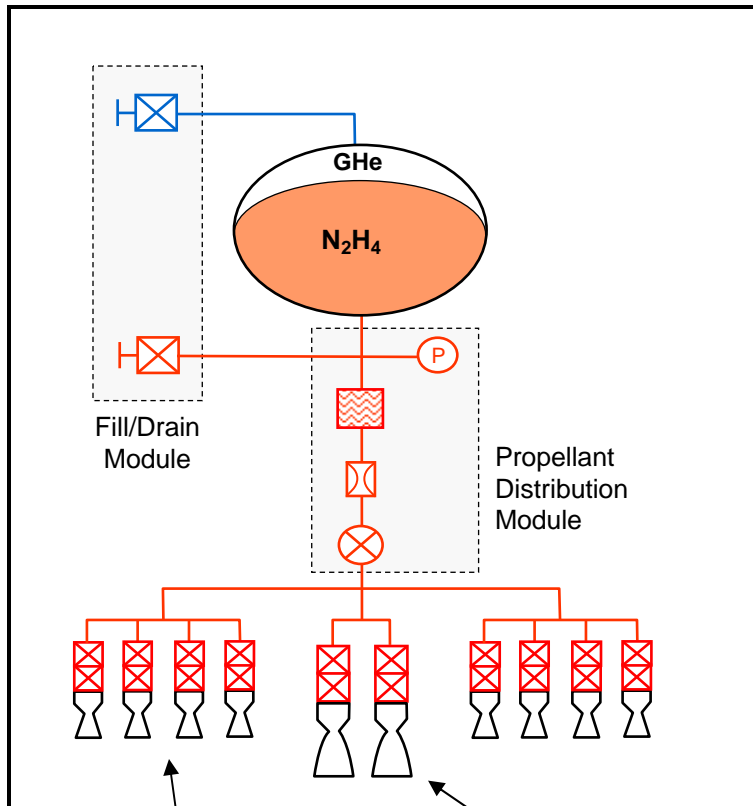 GHe
N₂H₄
P
Fill/Drain
Module
Propellant
Distribution
Module